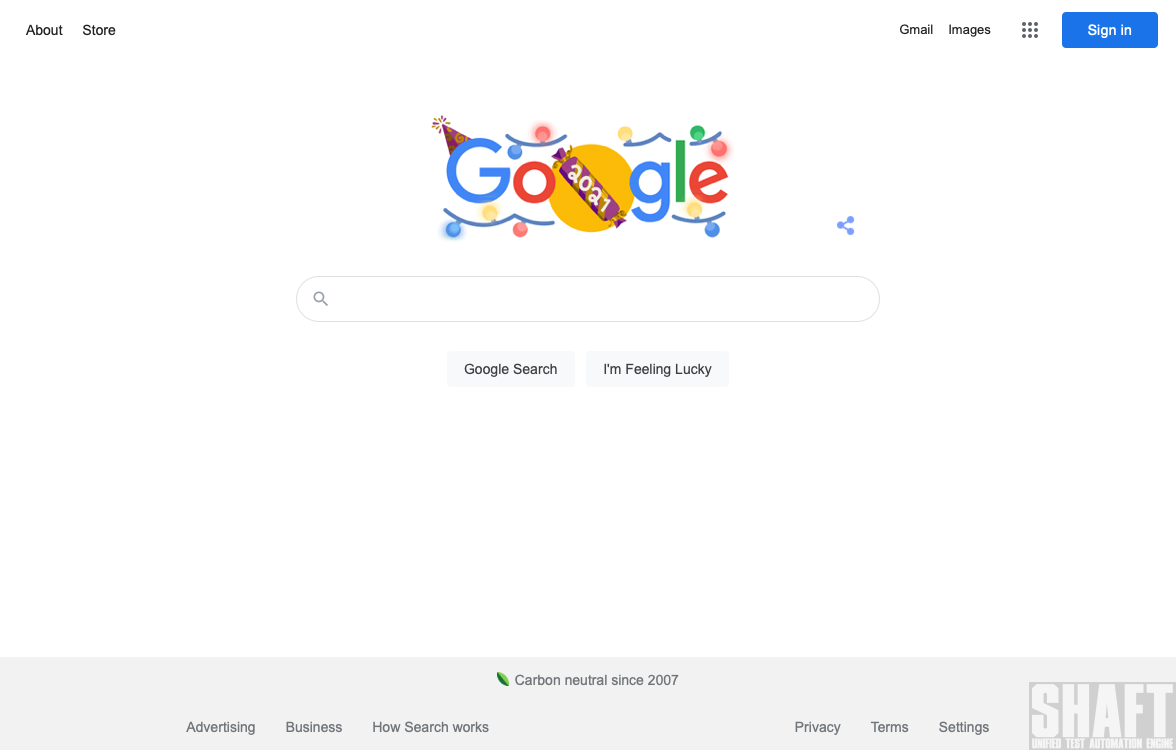 About Store
Gmail Images
Sign in
Google
2021
Google Search
I'm Feeling Lucky
Carbon neutral since 2007
Advertising Business How Search works
Privacy Terms Settings
SHAFT
UNIFIED TEST AUTOMATION ENGINE